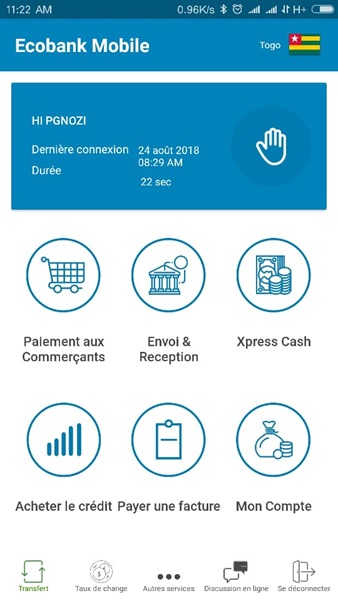 11:22 AM 0.96K/s H+
Ecobank Mobile
Togo
HI PGNOZI
Dernière connexion 24 août 2018
08:29 AM
Durée
22 sec
Paiement aux Commerçants
Envoi & Reception
Xpress Cash
Acheter le crédit
Payer une facture
Mon Compte
Transfert
Taux de change
Autres services
Discussion en ligne
Se déconnecter